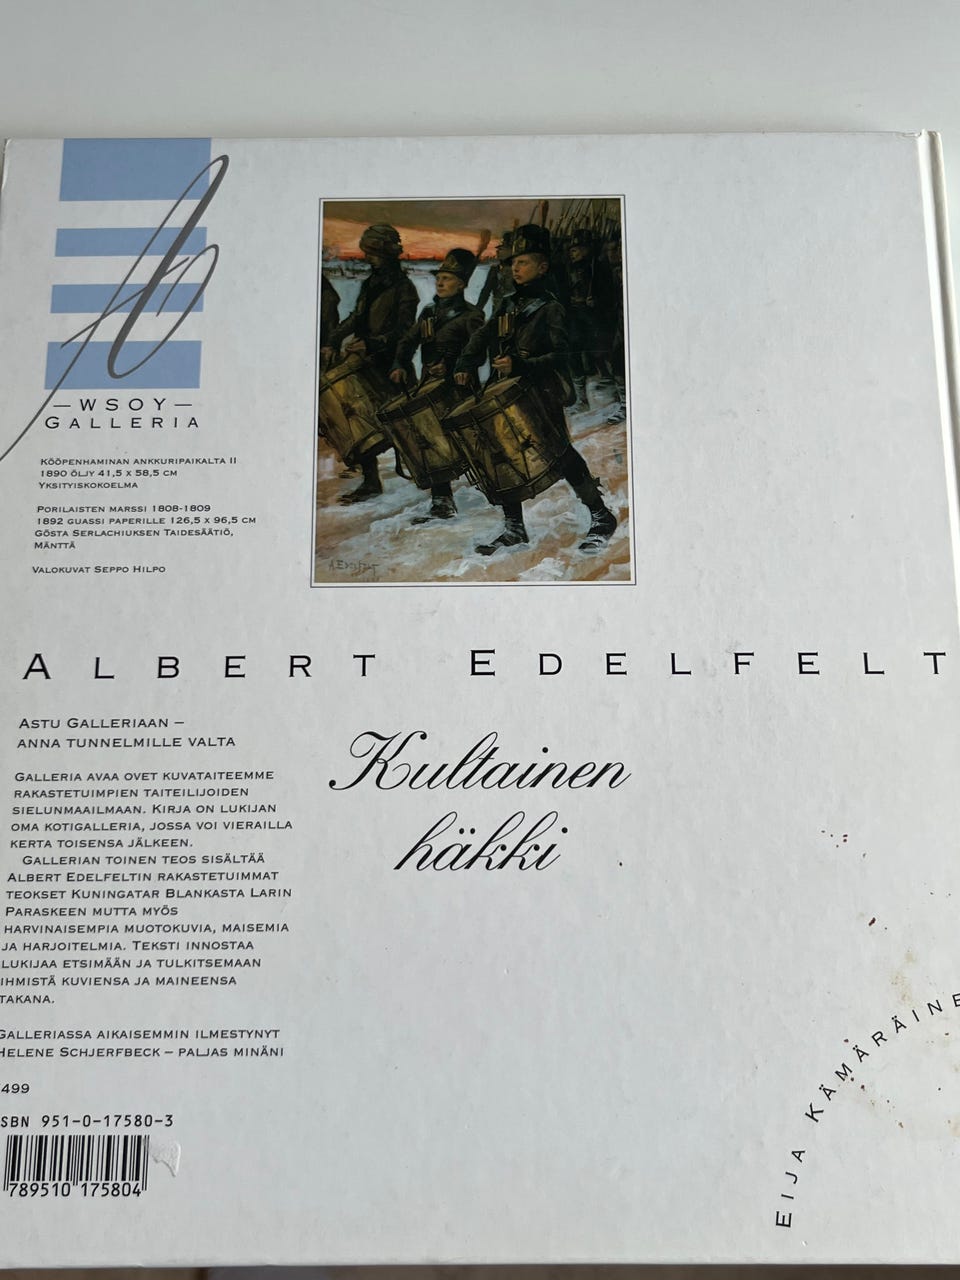 —WSOY—
GALLERIA
KÖÖPENHAMINAN ANKKURIPAIKALTA II
1890 ÖLJY 41,5 X 58,5 CM
YKSITYISKOKOELMA
PORILAISTEN MARSSI 1808-1809
1892 GUASSI PAPERILLE 126,5 X 96,5 CM
GÖSTA SERLACHIUKSEN TAIDESÄÄTIÖ,
MÄNTTÄ
VALOKUVAT SEPPO HILPO
A. EDELFELT
ALBERT EDELFELT
Kultainen
häkki
ASTU GALLERIAAN –
ANNA TUNNELMILLE VALTA
GALLERIA AVAA OVET KUVATAITEEMME
RAKASTETUIMPIEN TAITEILIJOIDEN
SIELUNMAAILMAAN. KIRJA ON LUKIJAN
OMA KOTIGALLERIA, JOSSA VOI VIERAILLA
KERTA TOISENSA JÄLKEEN.
GALLERIAN TOINEN TEOS SISÄLTÄÄ
ALBERT EDELFELTIN RAKASTETUIMMAT
TEOKSET KUNINGATAR BLANKASTA LARIN
PARASKEEN MUTTA MYÖS
HARVINAISEMPIA MUOTOKUVIA, MAISEMIA
JA HARJOITELMIA. TEKSTI INNOSTAA
LUKIJAA ETSIMÄÄN JA TULKITSEMAAN
IHMISTÄ KUVIENSA JA MAINEENSA
TAKANA.
GALLERIASSA AIKAISEMMIN ILMESTYNYT
HELENE SCHJERFBECK – PALJAS MINÄNI
499
SBN 951-0-17580-3
789510 175804
EIJA KÄMÄRÄINE